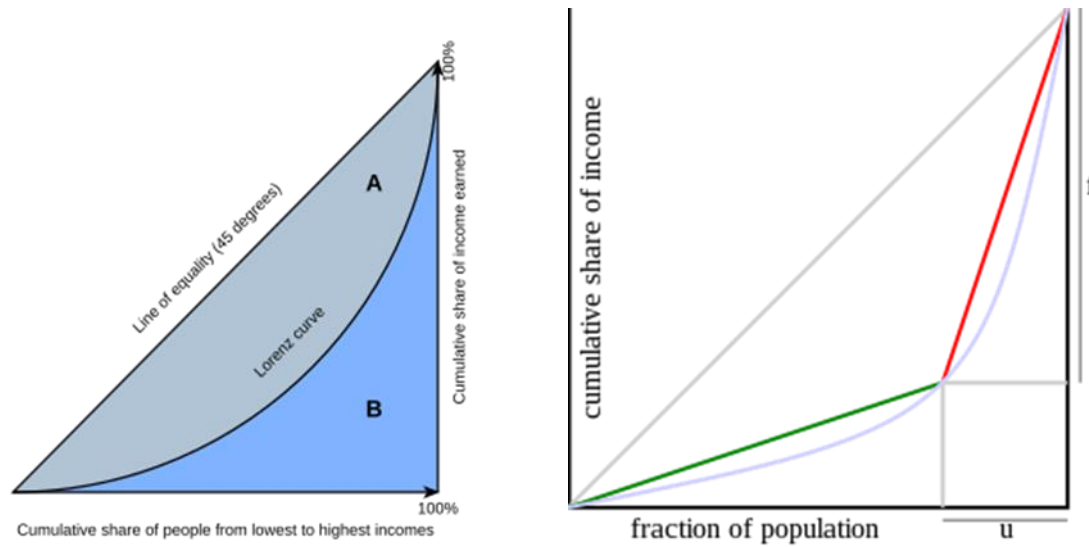 100%
Line of equality (45 degrees)
A
Lorenz curve
Cumulative share of income earned
B
100%
Cumulative share of people from lowest to highest incomes
cumulative share of income
fraction of population
u